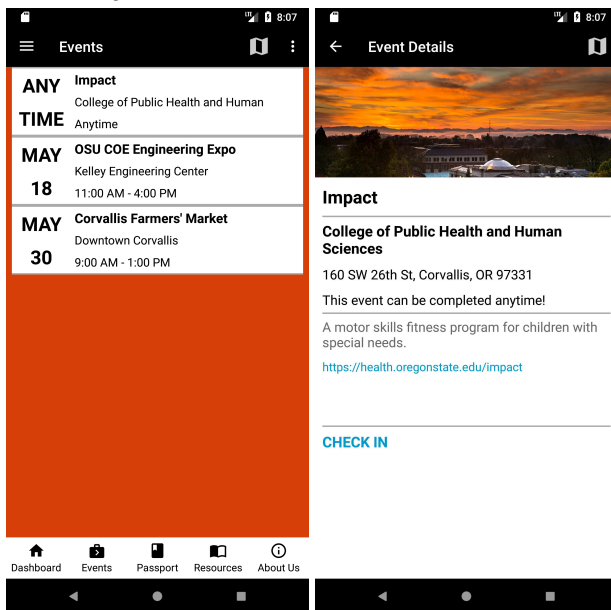 LTE 8:07
Events
ANY TIME
Impact
College of Public Health and Human
Anytime
MAY 18
OSU COE Engineering Expo
Kelley Engineering Center
11:00 AM - 4:00 PM
MAY 30
Corvallis Farmers' Market
Downtown Corvallis
9:00 AM - 1:00 PM
Dashboard Events Passport Resources About Us
LTE 8:07
Event Details
Impact
College of Public Health and Human
Sciences
160 SW 26th St, Corvallis, OR 97331
This event can be completed anytime!
A motor skills fitness program for children with
special needs.
https://health.oregonstate.edu/impact
CHECK IN